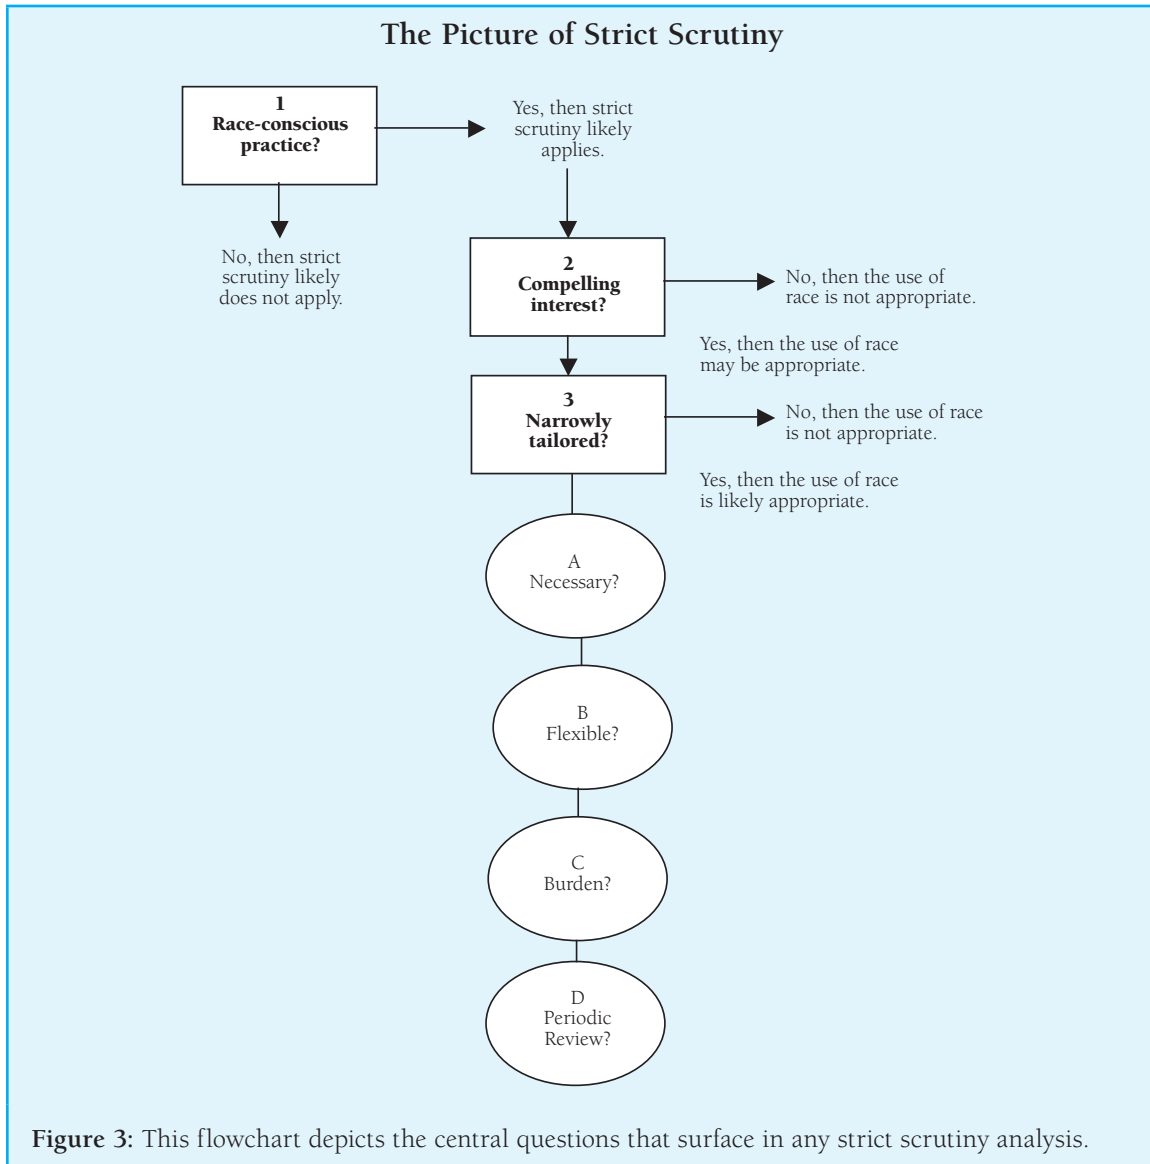 The Picture of Strict Scrutiny
1
Race-conscious
practice?
Yes, then strict
scrutiny likely
applies.
No, then strict
scrutiny likely
does not apply.
2
Compelling
interest?
No, then the use of
race is not appropriate.
Yes, then the use of race
may be appropriate.
3
Narrowly
tailored?
No, then the use of race
is not appropriate.
Yes, then the use of race
is likely appropriate.
A
Necessary?
B
Flexible?
C
Burden?
D
Periodic
Review?
Figure 3: This flowchart depicts the central questions that surface in any strict scrutiny analysis.